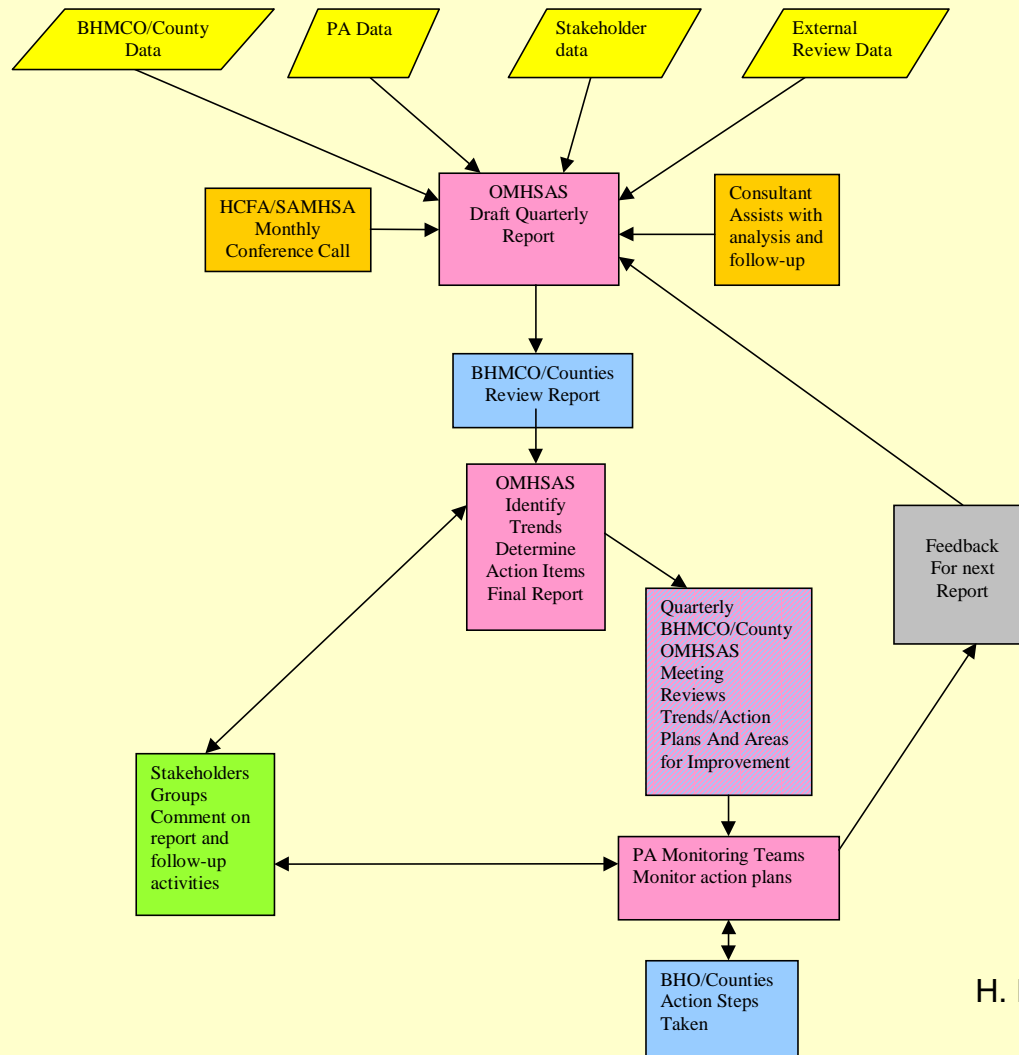 BHMCO/County
Data
PA Data
Stakeholder
data
External
Review Data
HCFA/SAMHSA
Monthly
Conference Call
OMHSAS
Draft Quarterly
Report
Consultant
Assists with
analysis and
follow-up
BHMCO/Counties
Review Report
OMHSAS
Identify
Trends
Determine
Action Items
Final Report
Feedback
For next
Report
Quarterly
BHMCO/County
OMHSAS
Meeting
Reviews
Trends/Action
Plans And Areas
for Improvement
Stakeholders
Groups
Comment on
report and
follow-up
activities
PA Monitoring Teams
Monitor action plans
BHO/Counties
Action Steps
Taken
H.